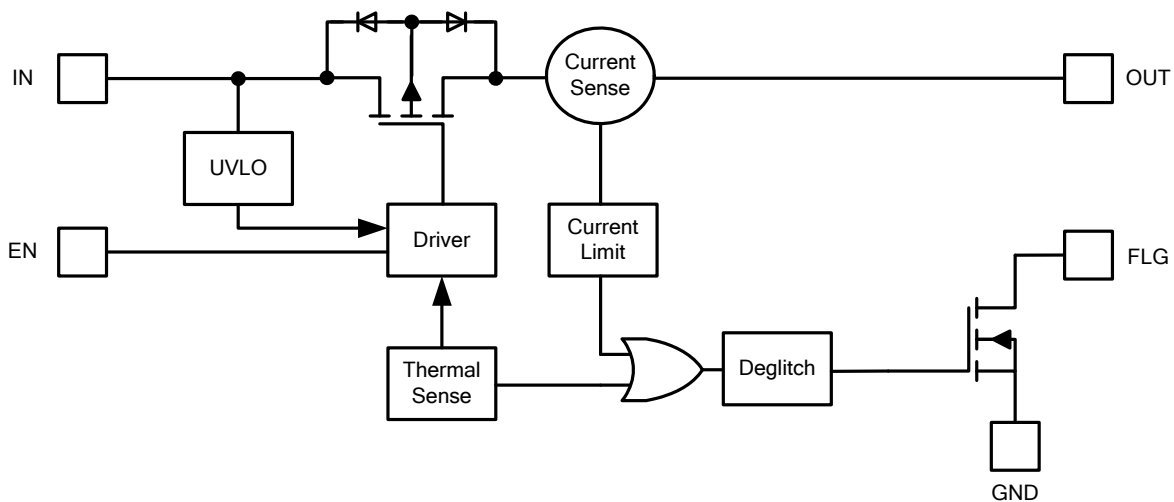 IN
Current
Sense
OUT
UVLO
EN
Driver
Current
Limit
FLG
Thermal
Sense
Deglitch
GND